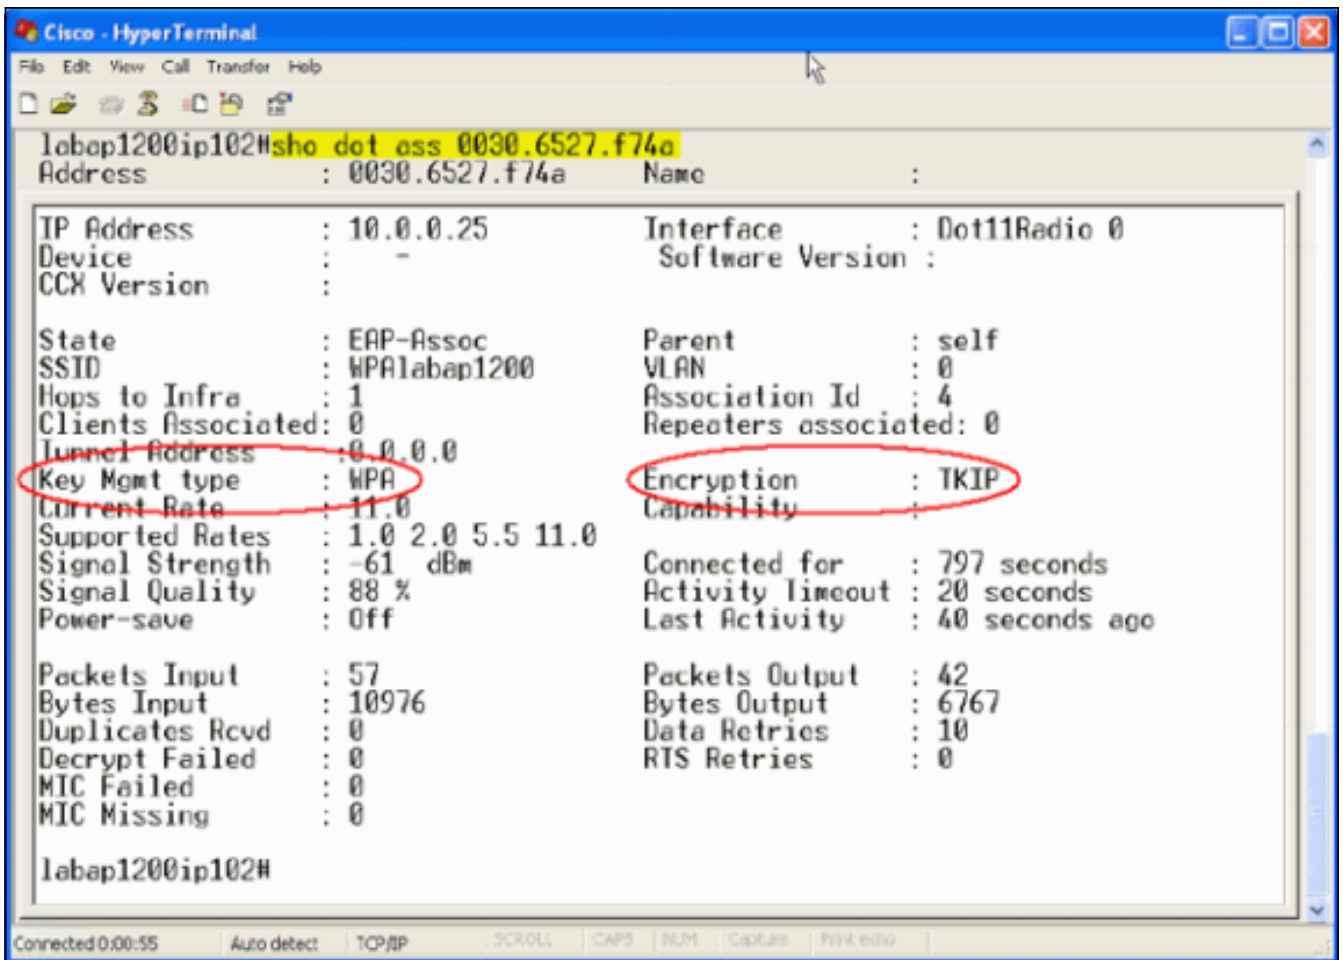 Cisco - HyperTerminal
File Edit View Call Transfer Help
labap1200ip102#sho dot ass 0030.6527.f74a
Address : 0030.6527.f74a Name :
IP Address : 10.0.0.25 Interface : Dot11Radio 0
Device : - Software Version :
CCX Version :
State : EAP-Assoc Parent : self
SSID : WPAlabap1200 VLAN : 0
Hops to Infra : 1 Association Id : 4
Clients Associated: 0 Repeaters associated: 0
Tunnel Address :0.0.0.0
Key Mgmt type : WPA Encryption : TKIP
Current Rate : 11.0 Capability :
Supported Rates : 1.0 2.0 5.5 11.0
Signal Strength : -61 dBm Connected for : 797 seconds
Signal Quality : 88 % Activity Timeout : 20 seconds
Power-save : Off Last Activity : 40 seconds ago
Packets Input : 57 Packets Output : 42
Bytes Input : 10976 Bytes Output : 6767
Duplicates Rcvd : 0 Data Retries : 10
Decrypt Failed : 0 RTS Retries : 0
MIC Failed : 0
MIC Missing : 0
labap1200ip102#
Connected 0:00:55 Auto detect TCP/IP SCROLL CAPS NUM Capture Print echo